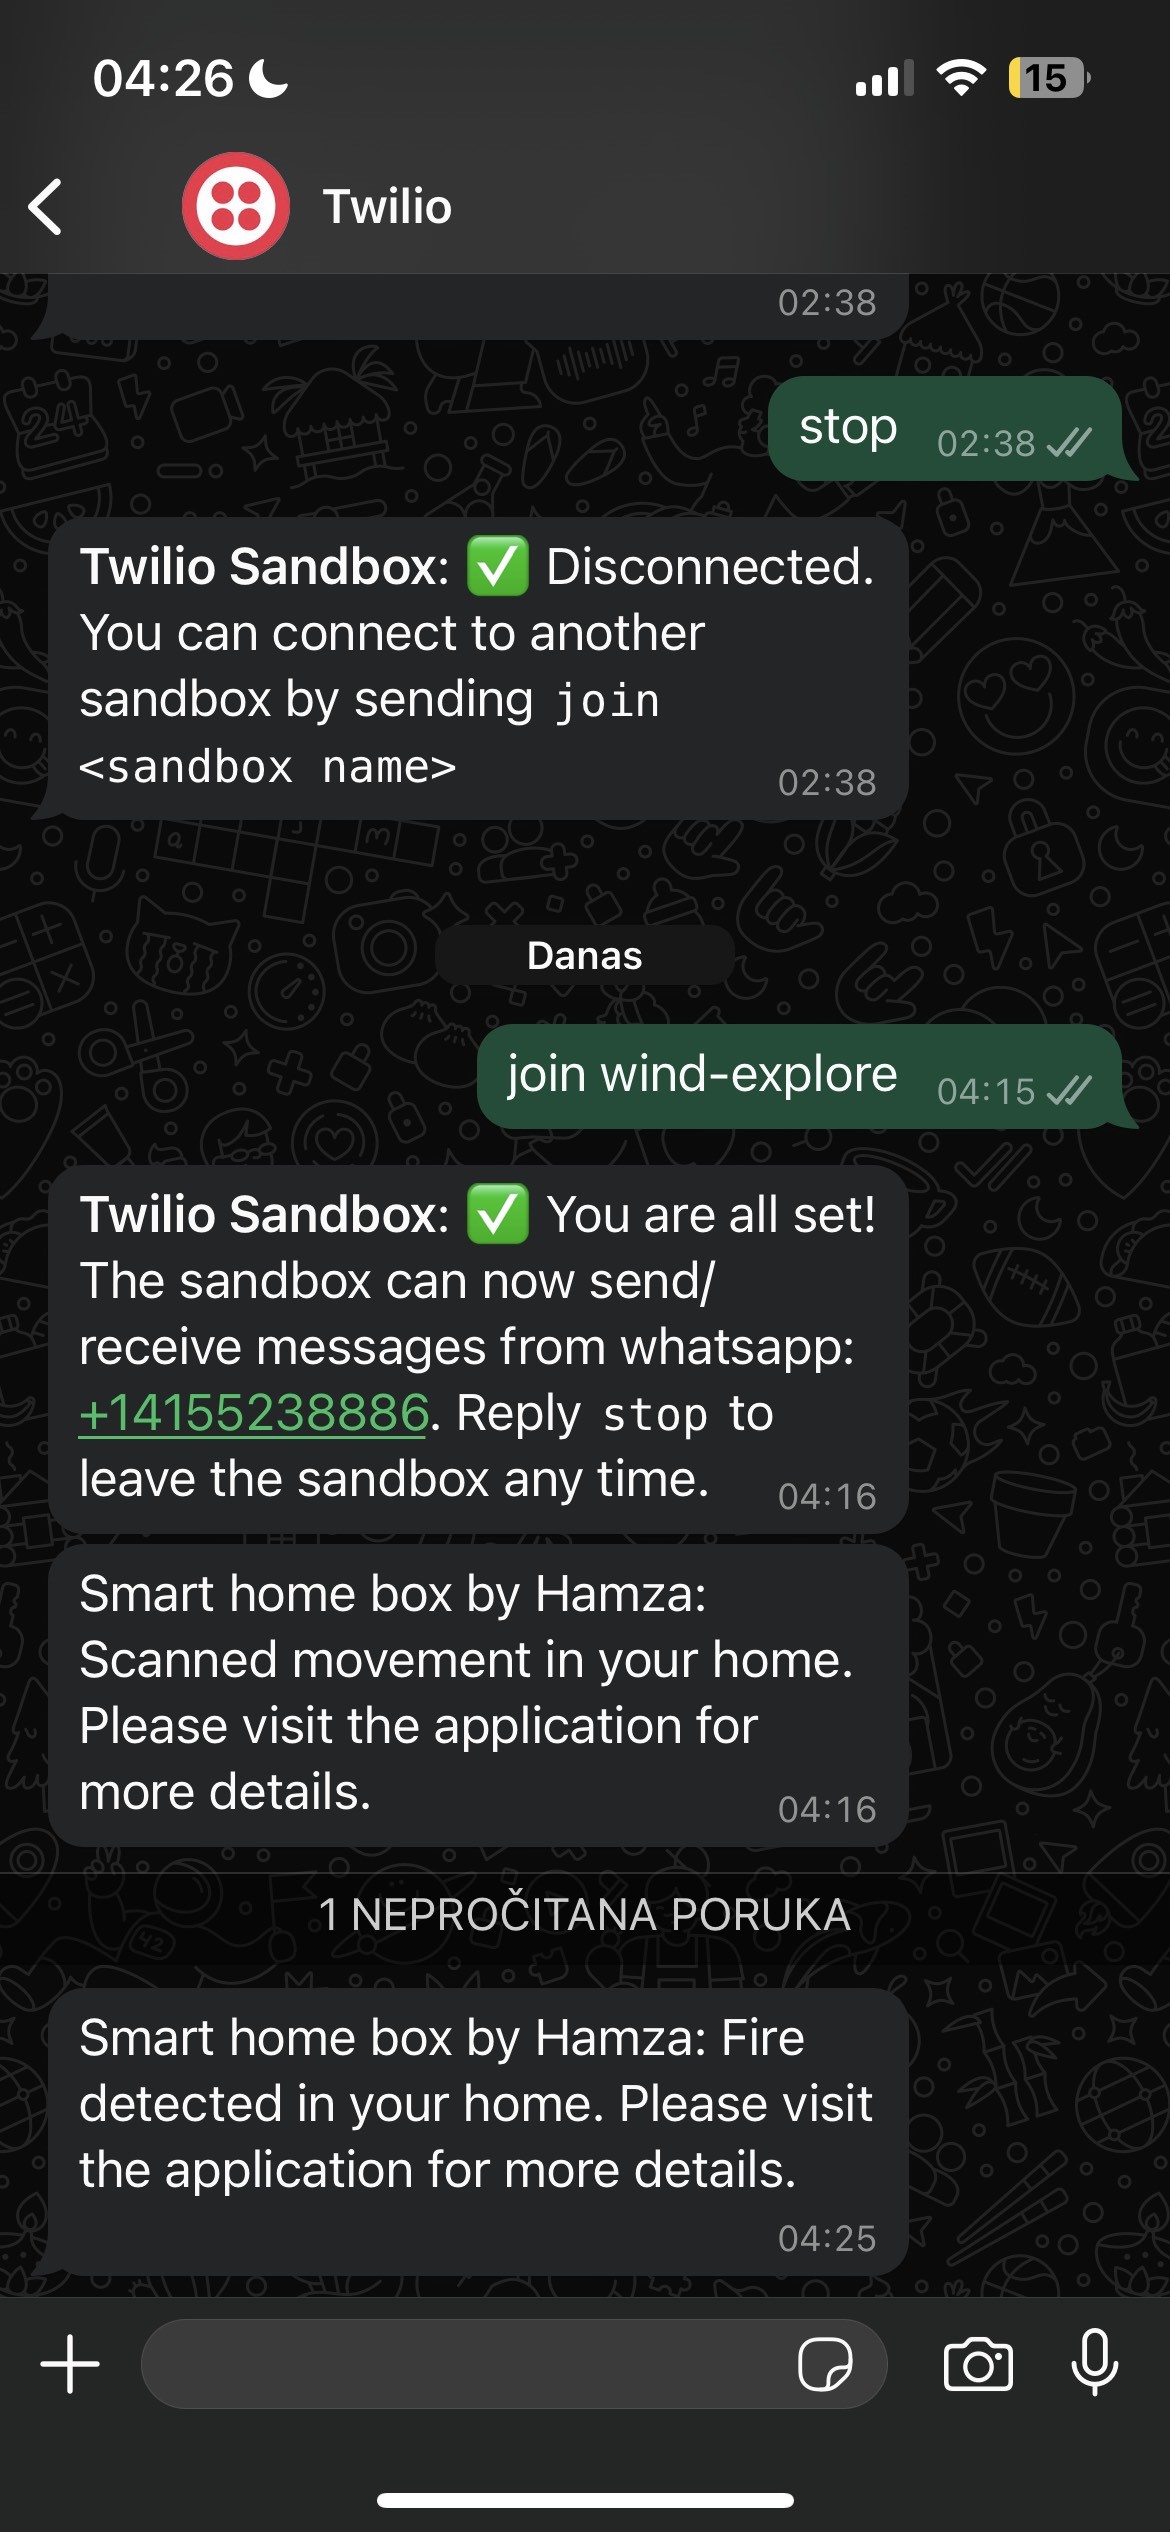 04:26
15
Twilio
02:38
stop 02:38
Twilio Sandbox: ✅ Disconnected.
You can connect to another
sandbox by sending join
<sandbox name>
02:38
Danas
join wind-explore 04:15
Twilio Sandbox: ✅ You are all set!
The sandbox can now send/
receive messages from whatsapp:
+14155238886. Reply stop to
leave the sandbox any time.
04:16
Smart home box by Hamza:
Scanned movement in your home.
Please visit the application for
more details.
04:16
1 NEPROČITANA PORUKA
Smart home box by Hamza: Fire
detected in your home. Please visit
the application for more details.
04:25